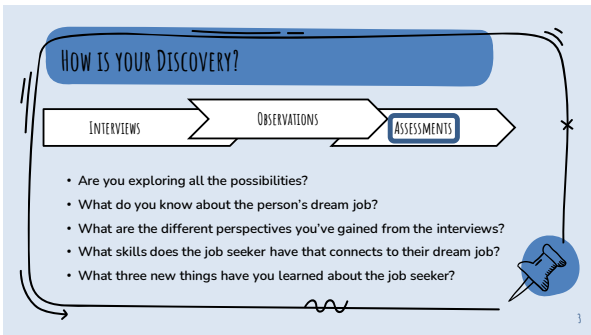 How is your Discovery?
Interviews
Observations
Assessments
• Are you exploring all the possibilities?
• What do you know about the person's dream job?
• What are the different perspectives you've gained from the interviews?
• What skills does the job seeker have that connects to their dream job?
• What three new things have you learned about the job seeker?
3